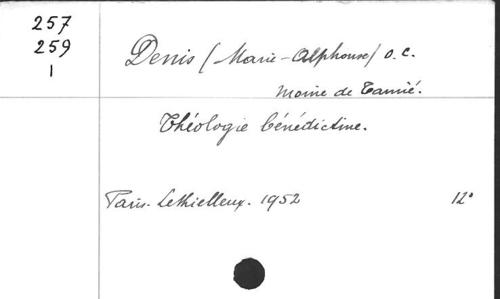 257
259
1
Denis (Marie-Alphonse) O.C.
Moine de Tamié.
Théologie bénédictine.
Paris. Lethielleux. 1952 12°